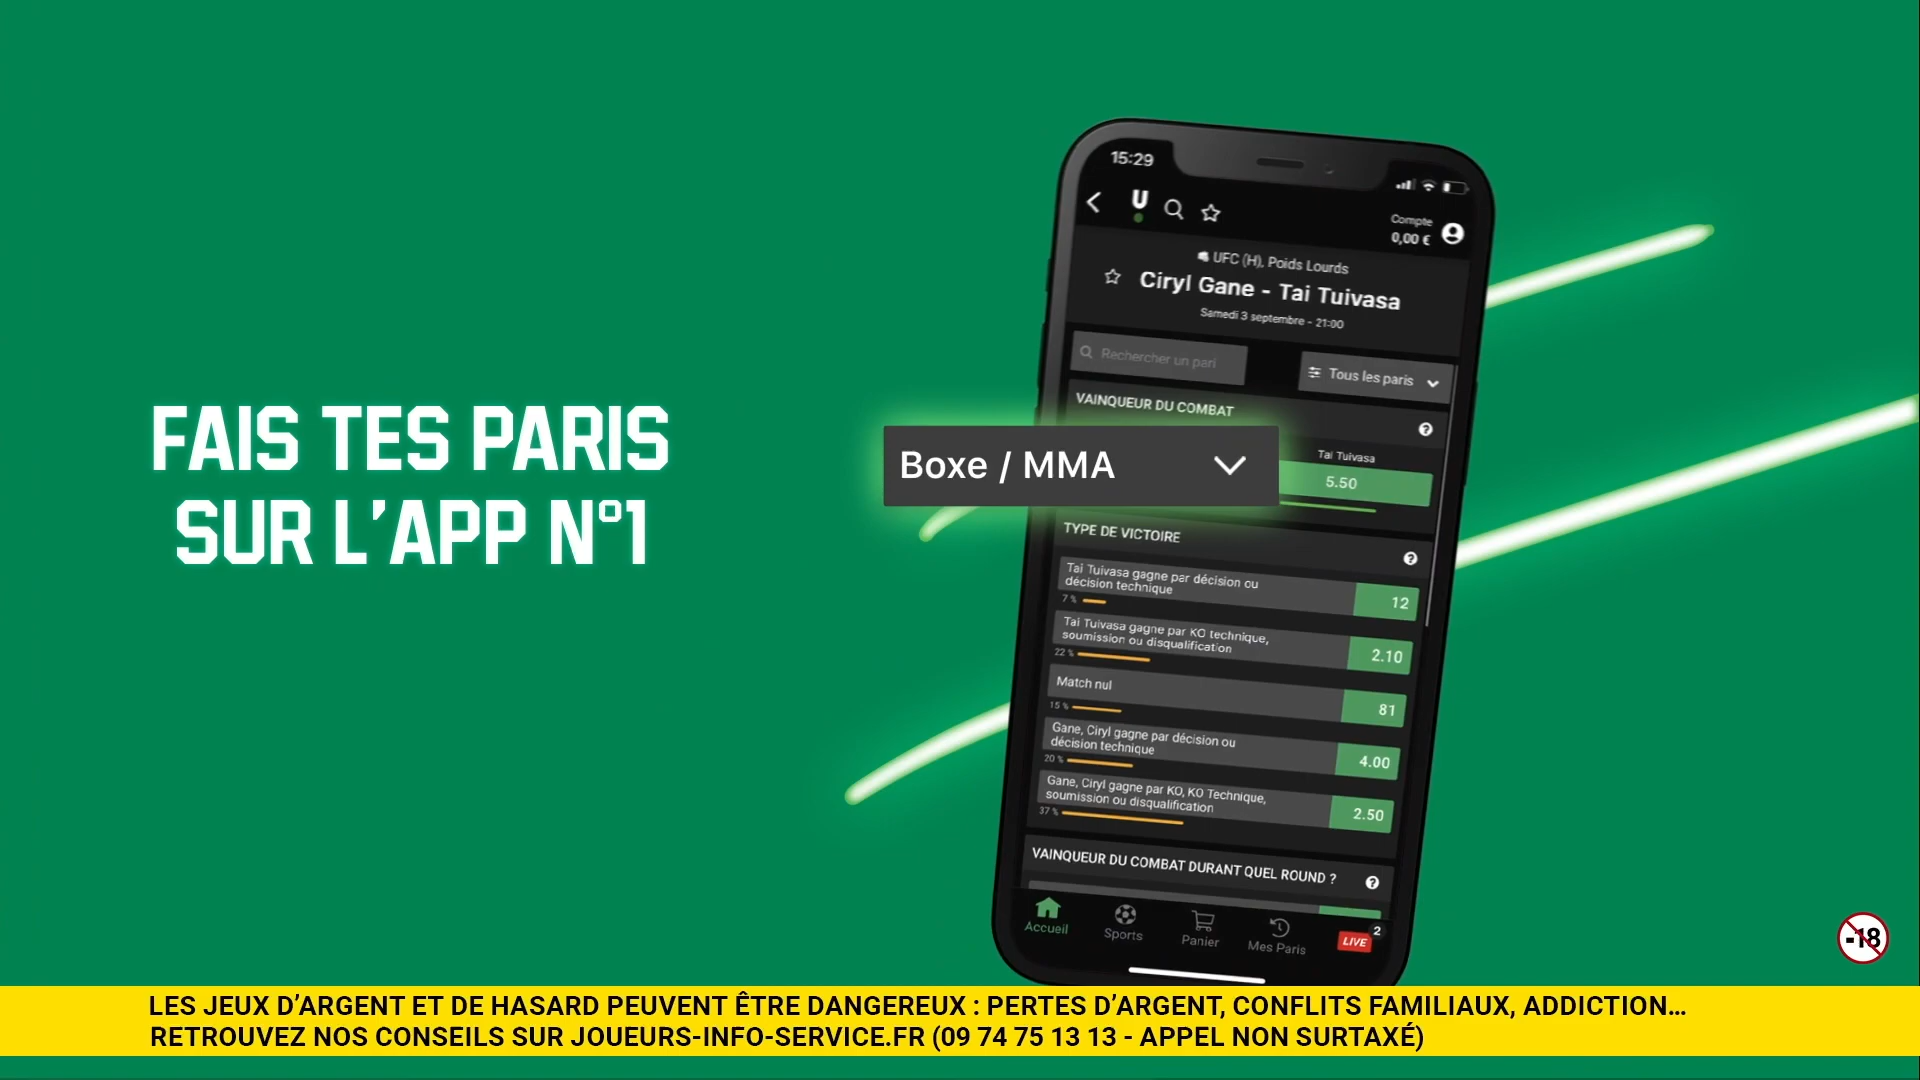 FAIS TES PARIS
SUR L'APP N°1
15:29
U
Compte
0,00 €
UFC (H), Poids Lourds
Ciryl Gane - Tai Tuivasa
Samedi 3 septembre - 21:00
Rechercher un pari
Tous les paris
VAINQUEUR DU COMBAT
?
Boxe / MMA
Tai Tuivasa
5.50
TYPE DE VICTOIRE
?
Tai Tuivasa gagne par décision ou
décision technique
12
7 %
Tai Tuivasa gagne par KO technique,
soumission ou disqualification
2.10
22 %
Match nul
81
15 %
Gane, Ciryl gagne par décision ou
décision technique
4.00
20 %
Gane, Ciryl gagne par KO, KO Technique,
soumission ou disqualification
2.50
37 %
VAINQUEUR DU COMBAT DURANT QUEL ROUND ?
?
Accueil
Sports
Panier
Mes Paris
LIVE
2
-18
LES JEUX D'ARGENT ET DE HASARD PEUVENT ÊTRE DANGEREUX : PERTES D'ARGENT, CONFLITS FAMILIAUX, ADDICTION...
RETROUVEZ NOS CONSEILS SUR JOUEURS-INFO-SERVICE.FR (09 74 75 13 13 - APPEL NON SURTAXÉ)